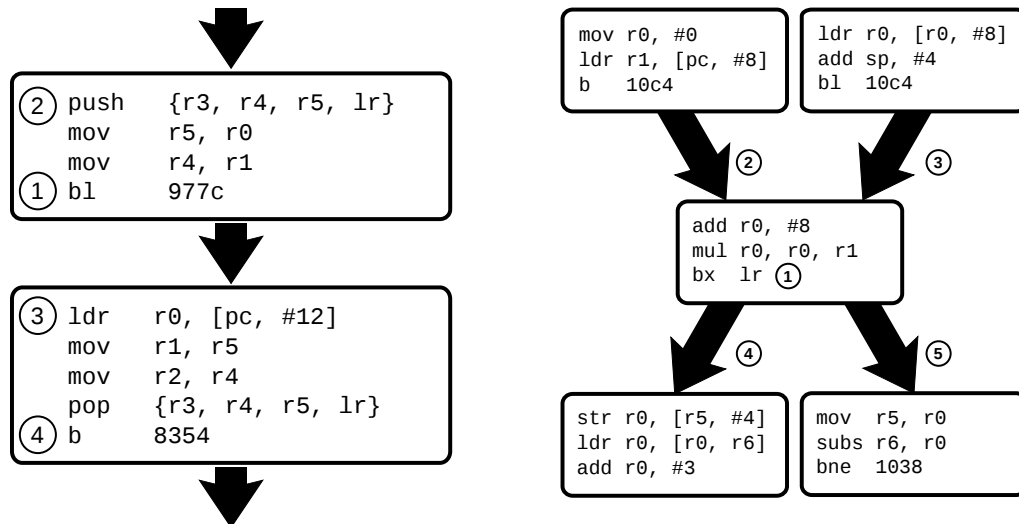 ② push {r3, r4, r5, lr}
mov r5, r0
mov r4, r1
① bl 977c
③ ldr r0, [pc, #12]
mov r1, r5
mov r2, r4
pop {r3, r4, r5, lr}
④ b 8354
mov r0, #0
ldr r1, [pc, #8]
b 10c4
ldr r0, [r0, #8]
add sp, #4
bl 10c4
②
③
add r0, #8
mul r0, r0, r1
bx lr ①
④
⑤
str r0, [r5, #4]
ldr r0, [r0, r6]
add r0, #3
mov r5, r0
subs r6, r0
bne 1038